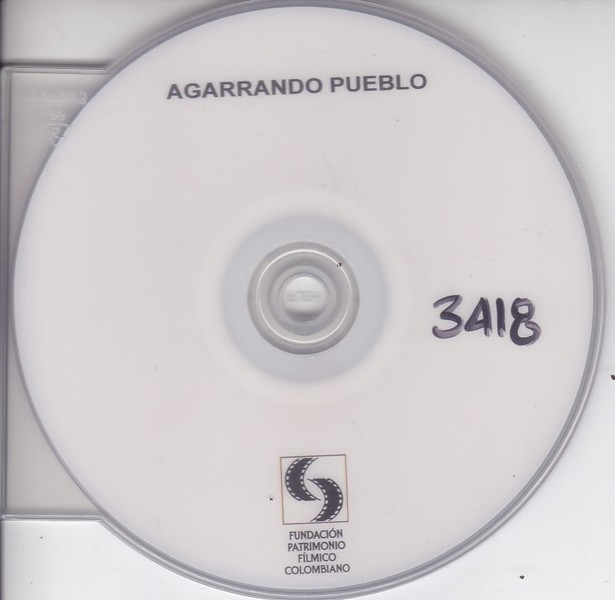 AGARRANDO PUEBLO
3418
FUNDACIÓN
PATRIMONIO
FÍLMICO
COLOMBIANO